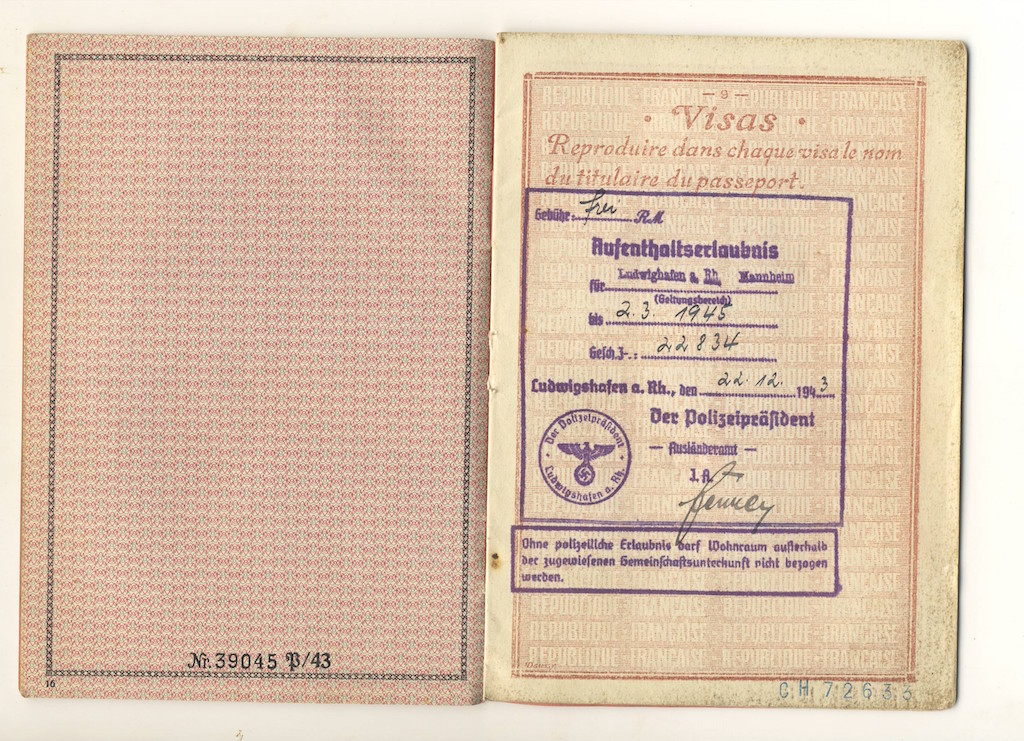 Nr. 39045 P/43
16
— 9 —
· Visas ·
Reproduire dans chaque visa le nom
du titulaire du passeport.
Gebühr: frei RM
Aufenthaltserlaubnis
Ludwighafen a. Rh. Mannheim
für
(Geltungsbereich)
bis 2.3. 1945
Gesch.Z-.: 22834
Ludwigshafen a. Rh., den 22.12. 1943
Der Polizeipräsident
— Ausländeramt —
J. A.
Der Polizeipräsident
Ludwigshafen a. Rh.
Ohne polizeiliche Erlaubnis darf Wohnraum außerhalb
der zugewiesenen Gemeinschaftsunterkunft nicht bezogen
werden.
CH 72633